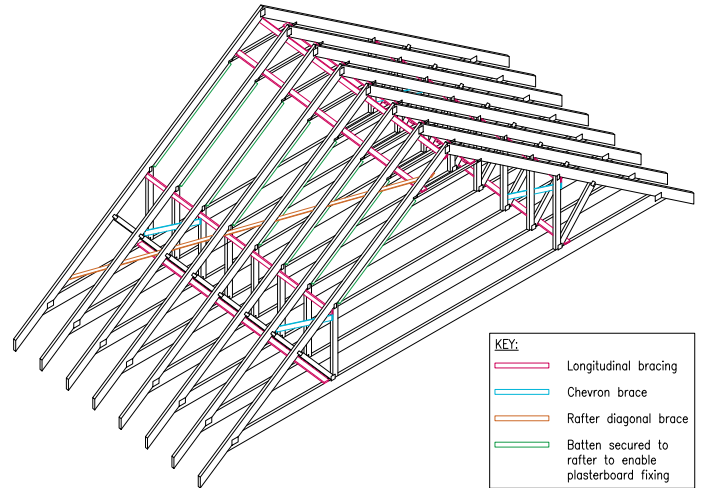 KEY:
Longitudinal bracing
Chevron brace
Rafter diagonal brace
Batten secured to
rafter to enable
plasterboard fixing